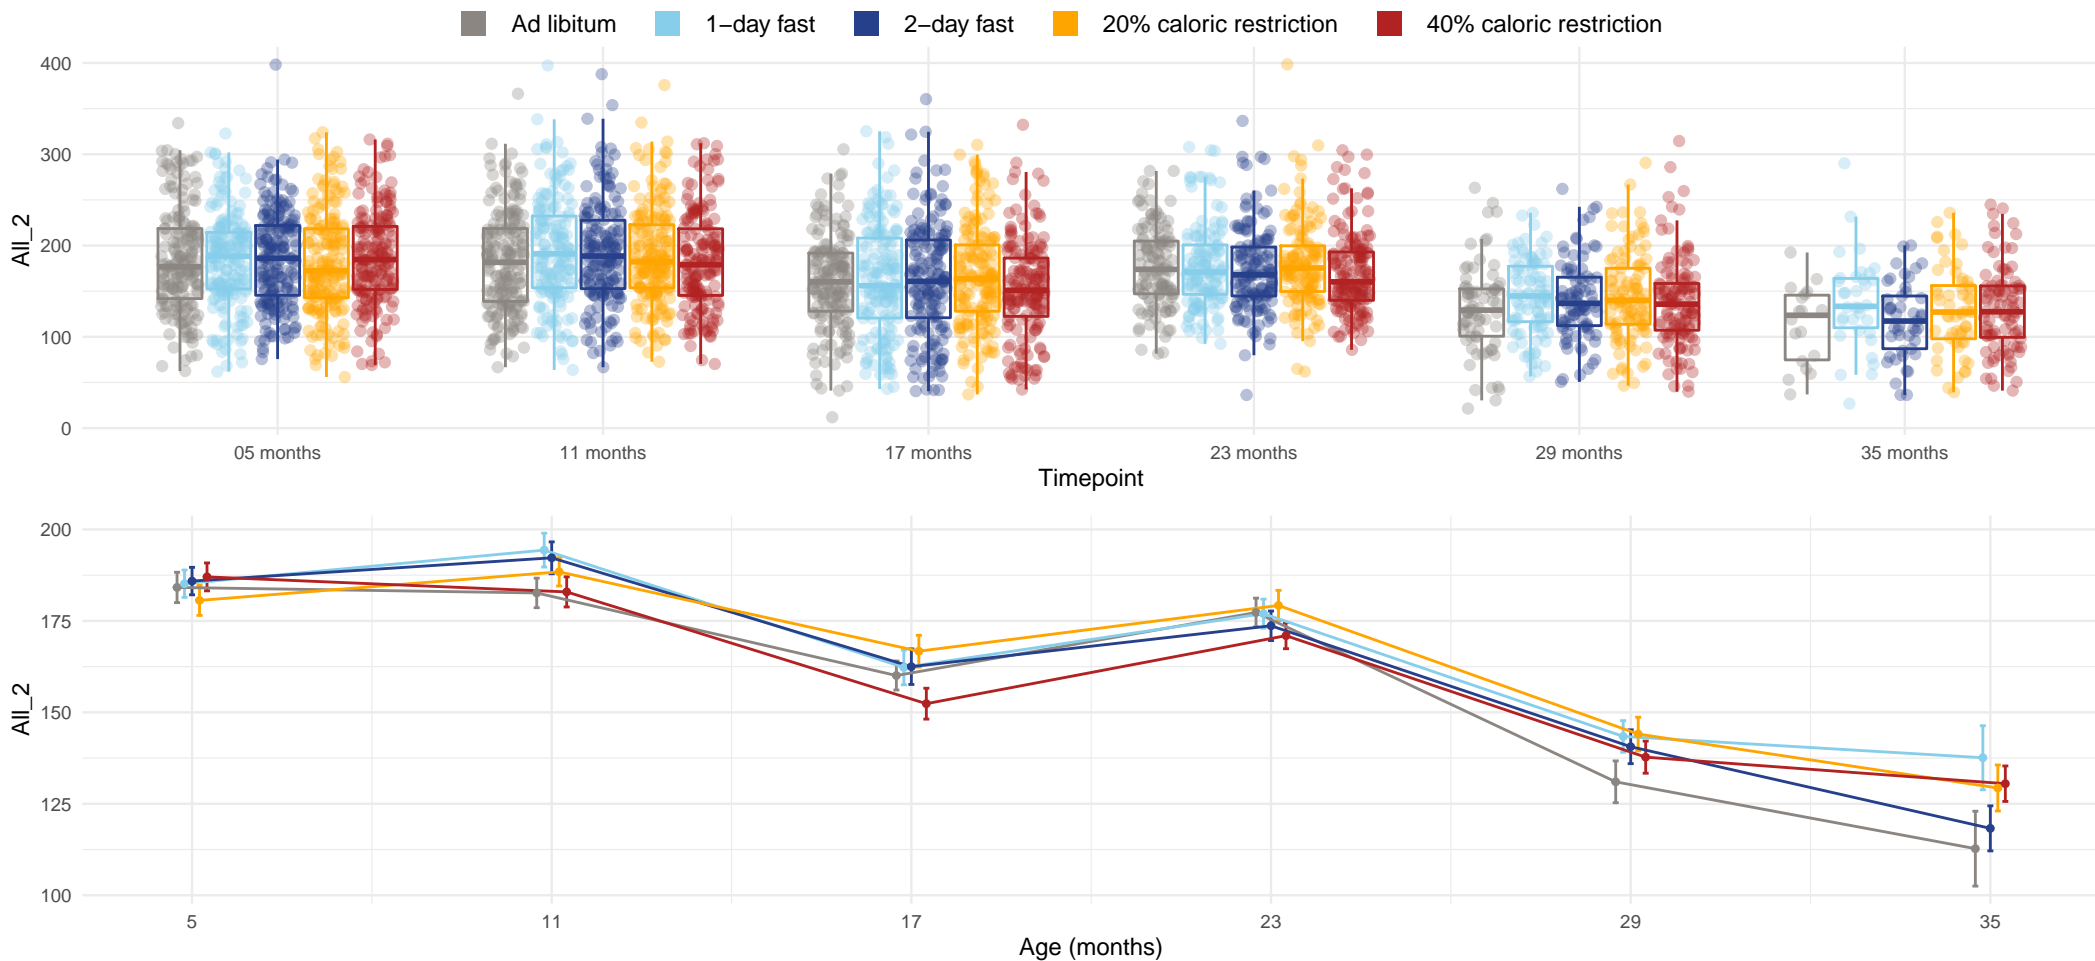 Ad libitum 1−day fast 2−day fast 20% caloric restriction 40% caloric restriction
400
300
200
100
0
All_2
05 months 11 months 17 months 23 months 29 months 35 months
Timepoint
200
175
150
125
100
All_2
5 11 17 23 29 35
Age (months)